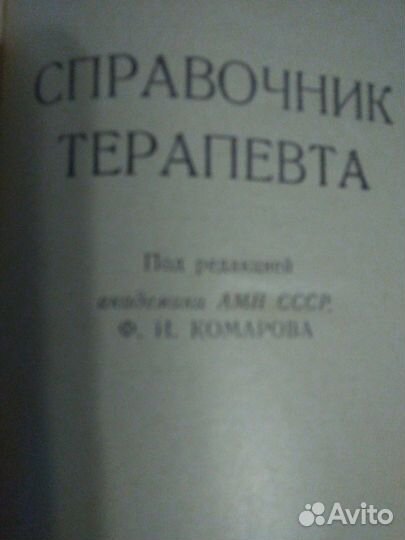 СПРАВОЧНИК
ТЕРАПЕВТА
Под редакцией
академика АМН СССР,
Ф. И. КОМАРОВА
Avito